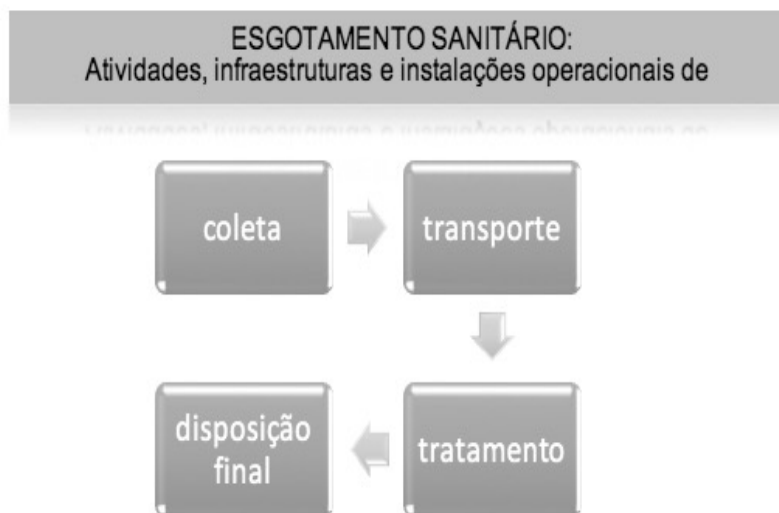 ESGOTAMENTO SANITÁRIO:
Atividades, infraestruturas e instalações operacionais de
coleta
transporte
disposição
final
tratamento